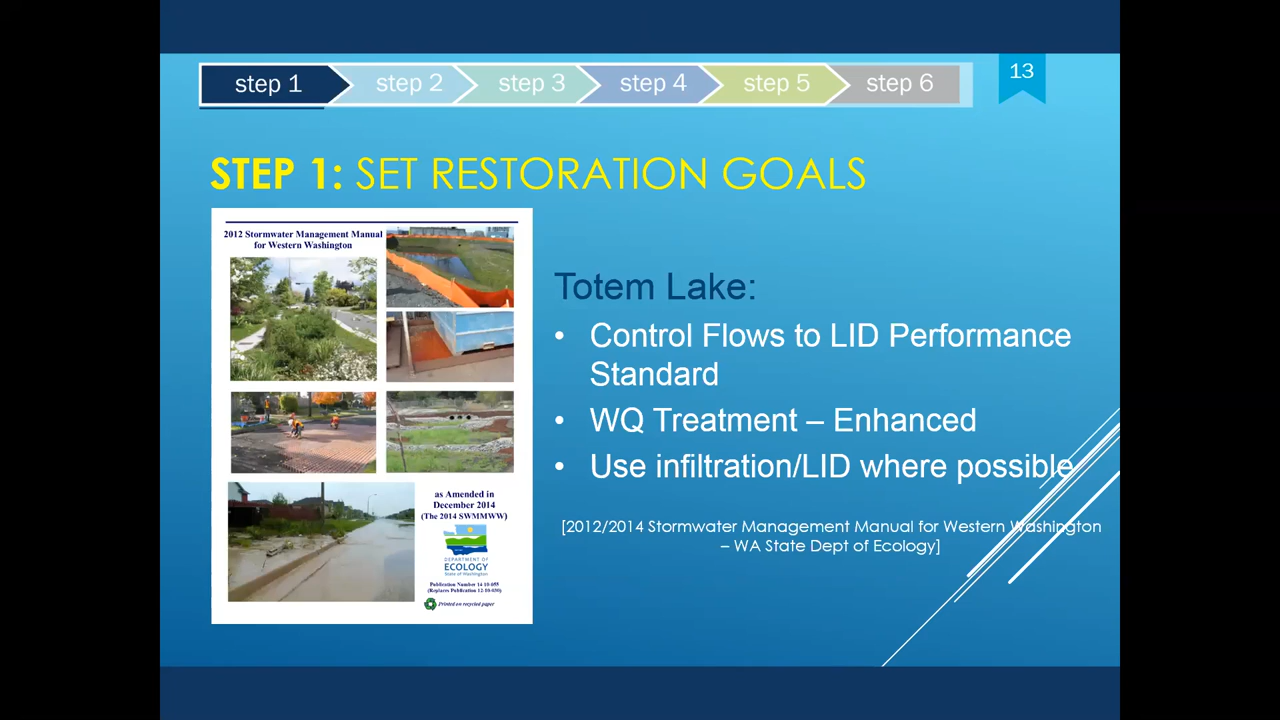 step 1
step 2
step 3
step 4
step 5
step 6
13
STEP 1: SET RESTORATION GOALS
2012 Stormwater Management Manual
for Western Washington
as Amended in
December 2014
(The 2014 SWMMWW)
DEPARTMENT OF
ECOLOGY
State of Washington
Publication Number 14-10-055
(Replaces Publication 12-10-030)
Printed on recycled paper
Totem Lake:
• Control Flows to LID Performance
Standard
• WQ Treatment – Enhanced
• Use infiltration/LID where possible
[2012/2014 Stormwater Management Manual for Western Washington
– WA State Dept of Ecology]